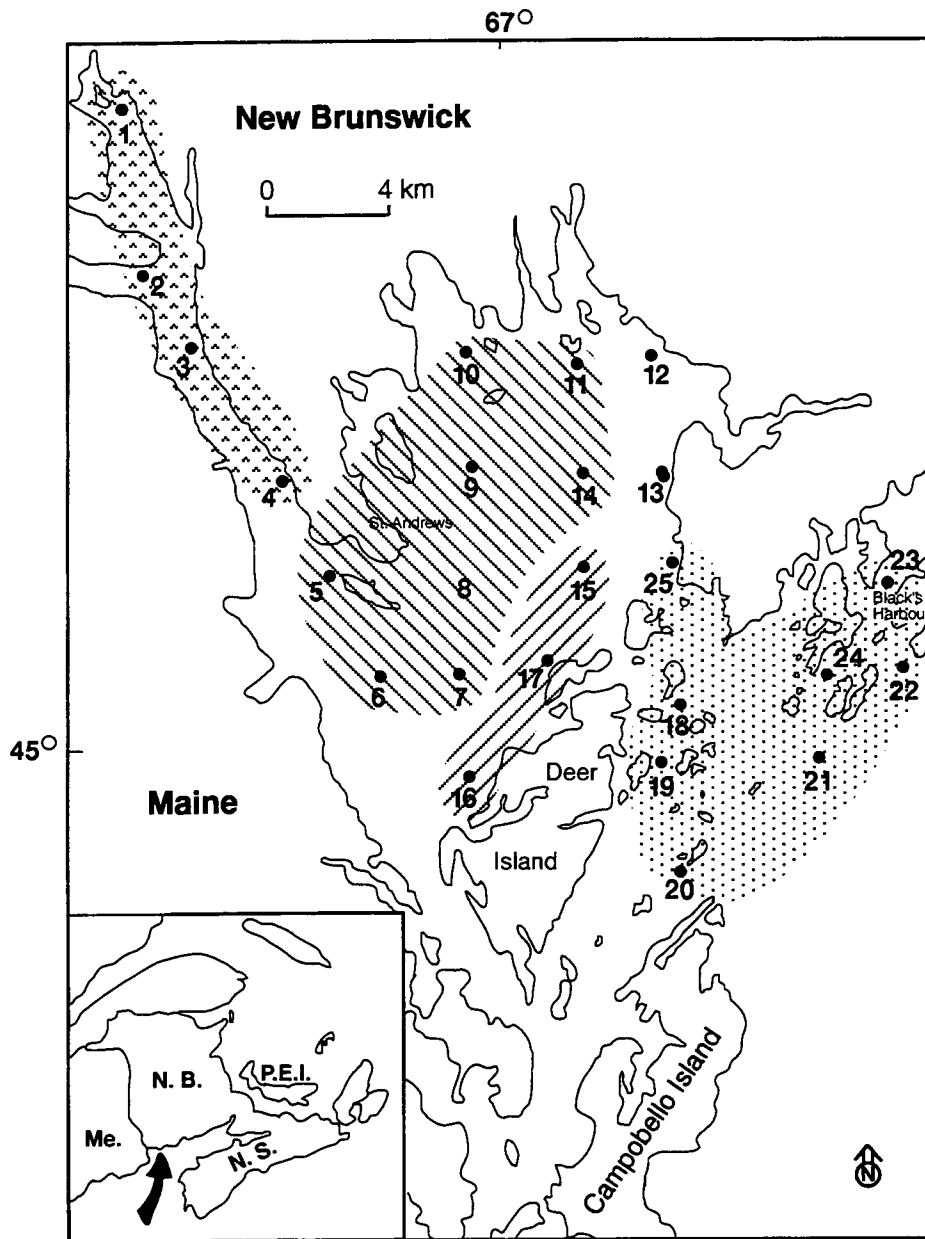 67°
New Brunswick
0 4 km
1
2
3
4
10
11
12
9
14
13
St. Andrews
5
8
15
25
23
Black's
Harbou
6
7
17
24
22
18
45°
Maine
16
Deer
19
21
Island
20
Campobello Island
N. B.
P.E.I.
Me.
N. S.
N